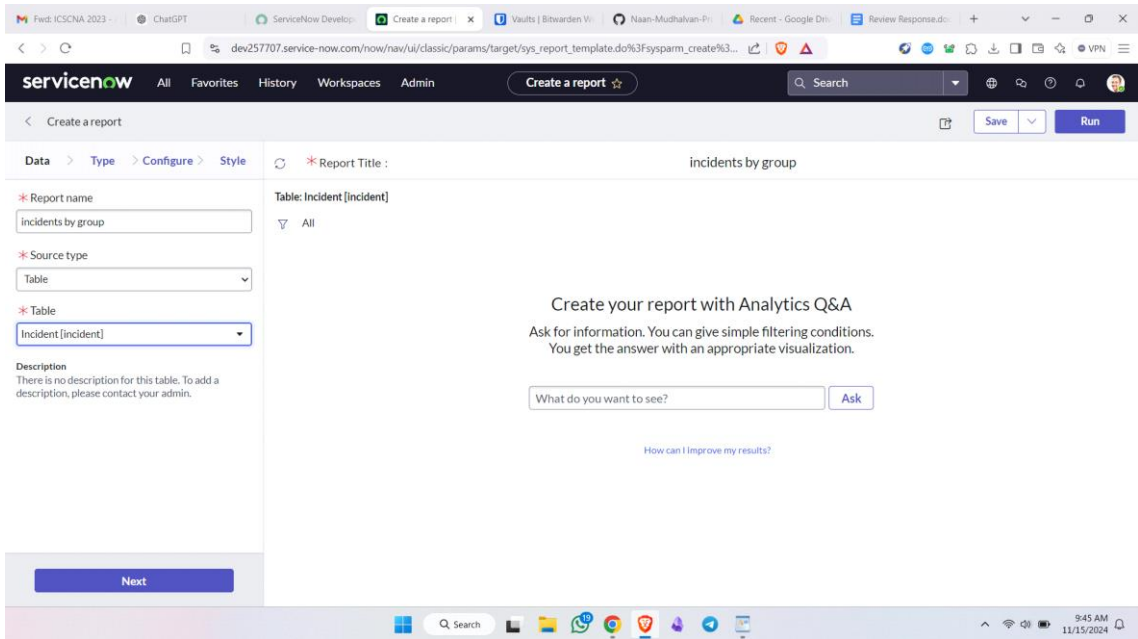 Fwd: ICSCNA 2023 -
ChatGPT
ServiceNow Develop
Create a report |
Vaults | Bitwarden W
Naan-Mudhalvan-Pr
Recent - Google Driv
Review Response.do
dev257707.service-now.com/now/nav/ui/classic/params/target/sys_report_template.do%3Fsysparm_create%3...
VPN
servicenow
All
Favorites
History
Workspaces
Admin
Create a report
Search
Create a report
Save
Run
Data > Type > Configure > Style
* Report Title :
incidents by group
* Report name
incidents by group
Table: Incident [incident]
All
* Source type
Table
* Table
Incident [incident]
Description
There is no description for this table. To add a
description, please contact your admin.
Create your report with Analytics Q&A
Ask for information. You can give simple filtering conditions.
You get the answer with an appropriate visualization.
What do you want to see?
Ask
How can I improve my results?
Next
Search
19
9:45 AM
11/15/2024